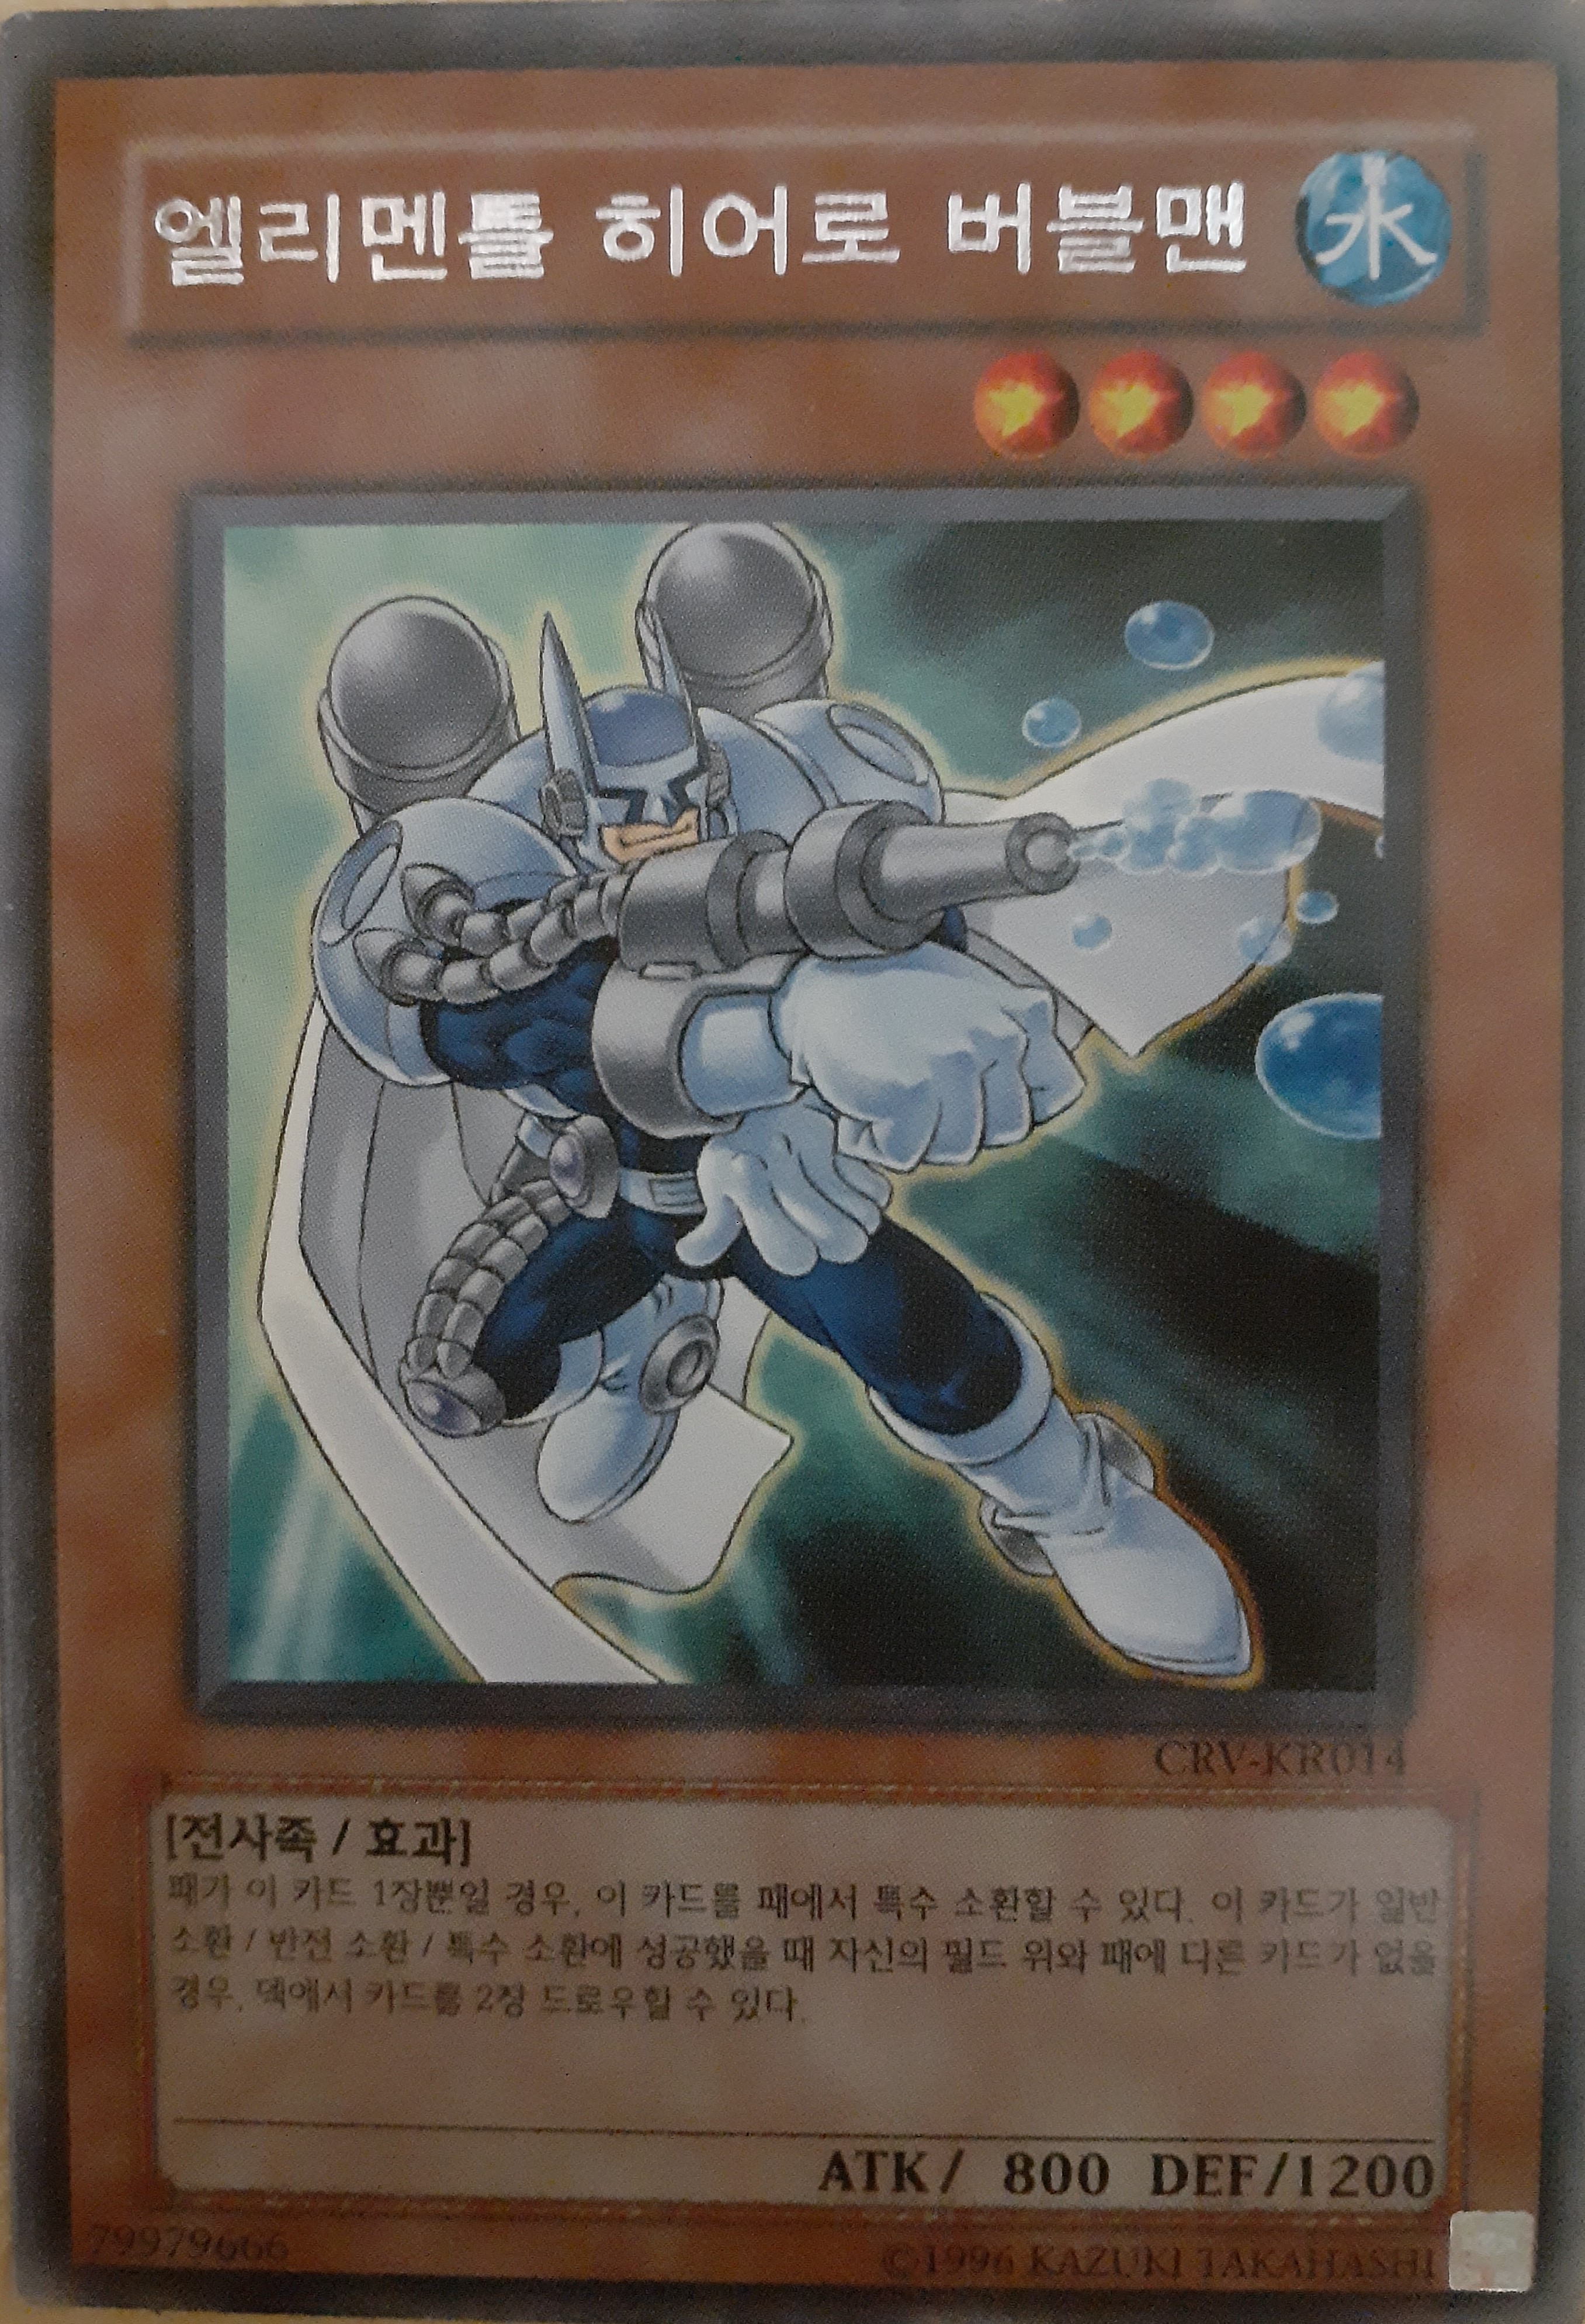 엘리멘틀 히어로 버블맨
水
CRV-KR014
[전사족 / 효과]
패가 이 카드 1장뿐일 경우, 이 카드를 패에서 특수 소환할 수 있다. 이 카드가 일반
소환 / 반전 소환 / 특수 소환에 성공했을 때 자신의 필드 위와 패에 다른 카드가 없을
경우, 덱에서 카드를 2장 드로우할 수 있다.
ATK/ 800 DEF/1200
79979666
©1996 KAZUKI TAKAHASHI